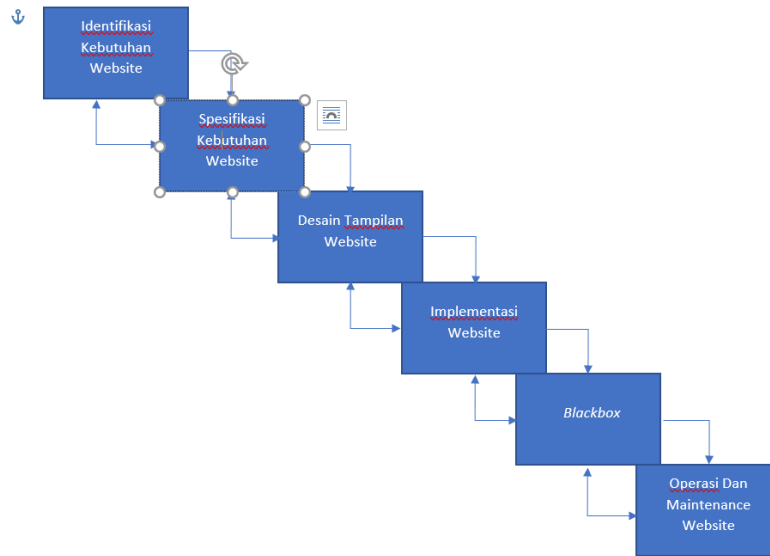 Identifikasi
Kebutuhan
Website
Spesifikasi
Kebutuhan
Website
Desain Tampilan
Website
Implementasi
Website
Blackbox
Operasi Dan
Maintenance
Website